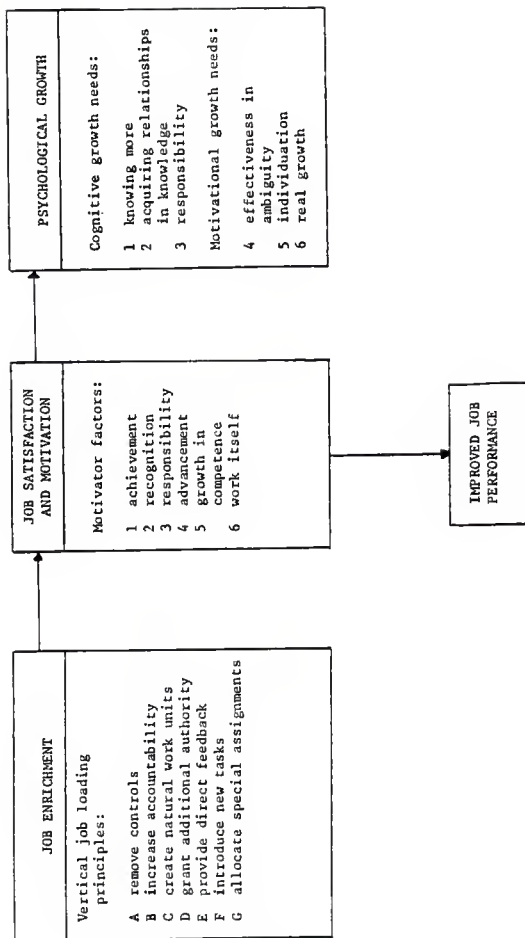 JOB ENRICHMENT
Vertical job loading
principles:
A remove controls
B increase accountability
C create natural work units
D grant additional authority
E provide direct feedback
F introduce new tasks
G allocate special assignments
JOB SATISFACTION
AND MOTIVATION
Motivator factors:
1 achievement
2 recognition
3 responsibility
4 advancement
5 growth in
competence
6 work itself
PSYCHOLOGICAL GROWTH
Cognitive growth needs:
1 knowing more
2 acquiring relationships
in knowledge
3 responsibility
Motivational growth needs:
4 effectiveness in
ambiguity
5 individuation
6 real growth
IMPROVED JOB
PERFORMANCE